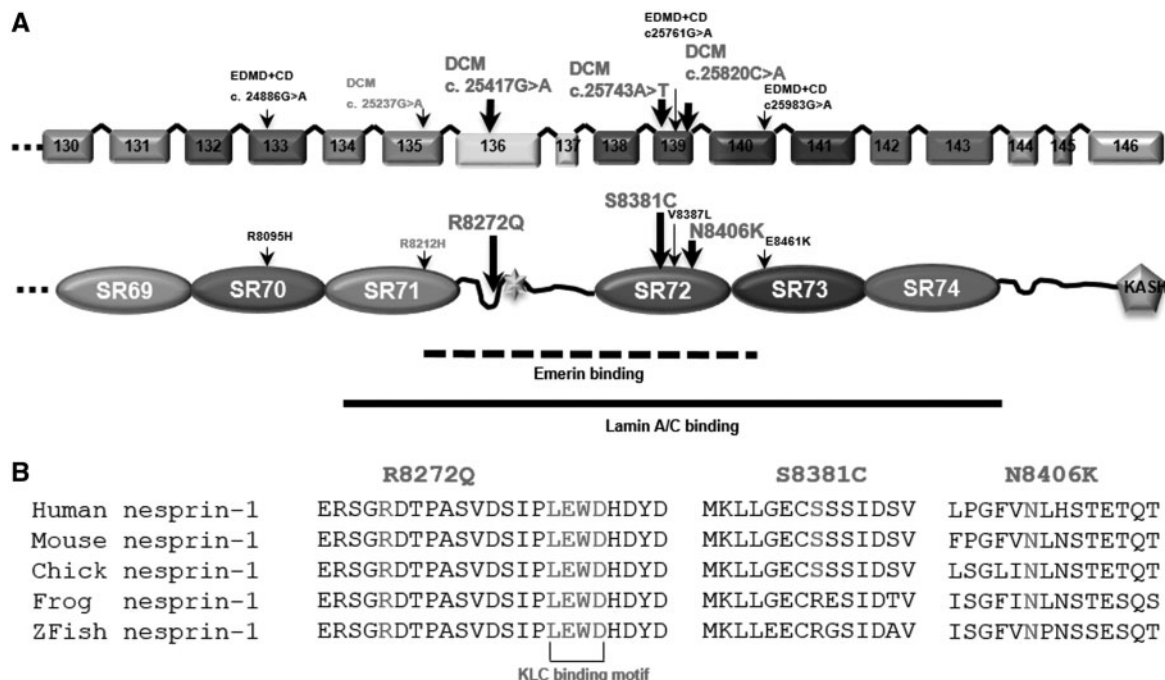 A
EDMD+CD
c25761G>A
DCM
c. 25417G>A
DCM
c.25743A>T
DCM
c.25820C>A
EDMD+CD
c. 24886G>A
DCM
c. 25237G>A
EDMD+CD
c25983G>A
130 131 132 133 134 135 136 137 138 139 140 141 142 143 144 145 146
S8381C
R8272Q
V8387L
N8406K
R8095H
R8212H
E8461K
SR69 SR70 SR71 SR72 SR73 SR74 KASH
Emerin binding
Lamin A/C binding
B
R8272Q S8381C N8406K
Human nesprin-1 ERSGRDTPASVDSIPLEWDHDYD MKLLGECSSSIDSV LPGFVNLHSTETQT
Mouse nesprin-1 ERSGRDTPASVDSIPLEWDHDYD MKLLGECSSSIDSV FPGFVNLNSTETQT
Chick nesprin-1 ERSGRDTPASVDSIPLEWDHDYD MKLLGECSSSIDSV LSGLINLNSTETQT
Frog nesprin-1 ERSGRDTPASVDSIPLEWDHDYD MKLLGECRESIDTV ISGFINLNSTESQS
ZFish nesprin-1 ERSGRDTPASVDSIPLEWDHDYD MKLLEECRGSIDAV ISGFVNPNSSESQT
KLC binding motif